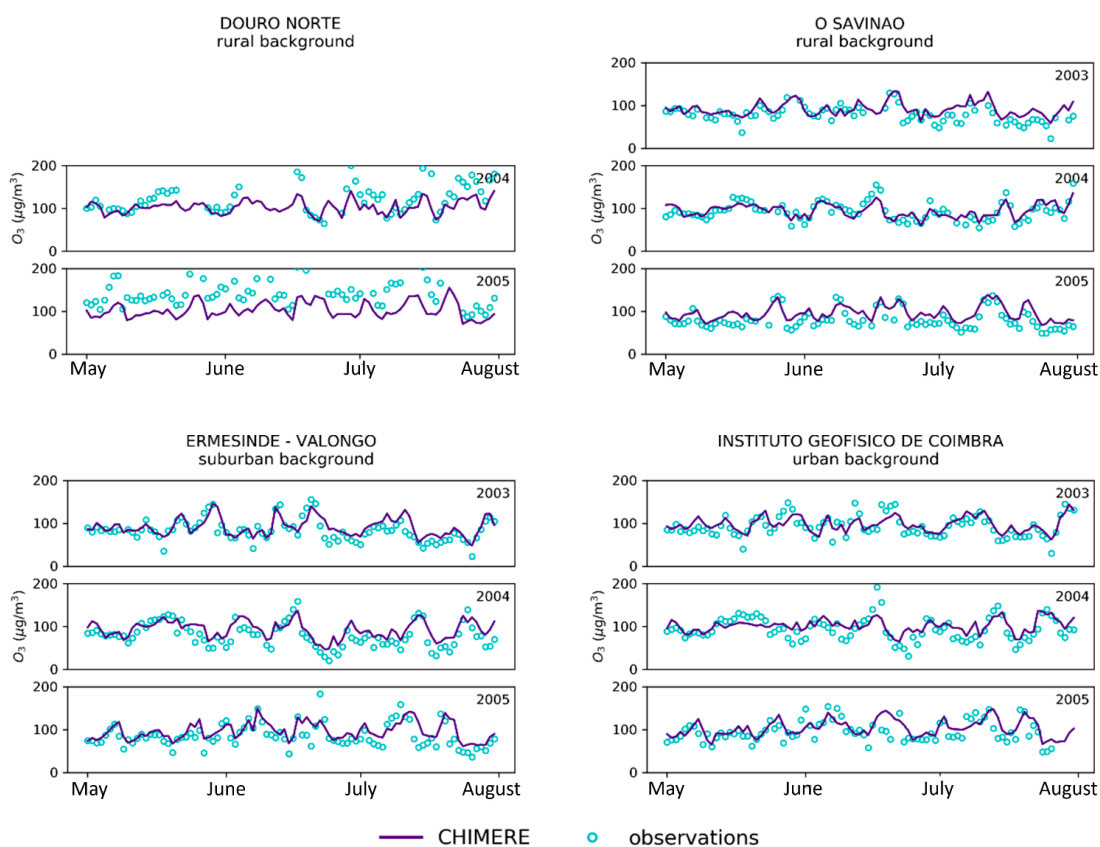 DOURO NORTE
rural background
200
2004
100
O₃ (µg/m³)
0
200
2005
100
0
May June July August
O SAVINAO
rural background
200
2003
100
0
200
2004
100
O₃ (µg/m³)
0
200
2005
100
0
May June July August
ERMESINDE - VALONGO
suburban background
200
2003
100
0
200
2004
100
O₃ (µg/m³)
0
200
2005
100
0
May June July August
INSTITUTO GEOFISICO DE COIMBRA
urban background
200
2003
100
0
200
2004
100
O₃ (µg/m³)
0
200
2005
100
0
May June July August
CHIMERE observations